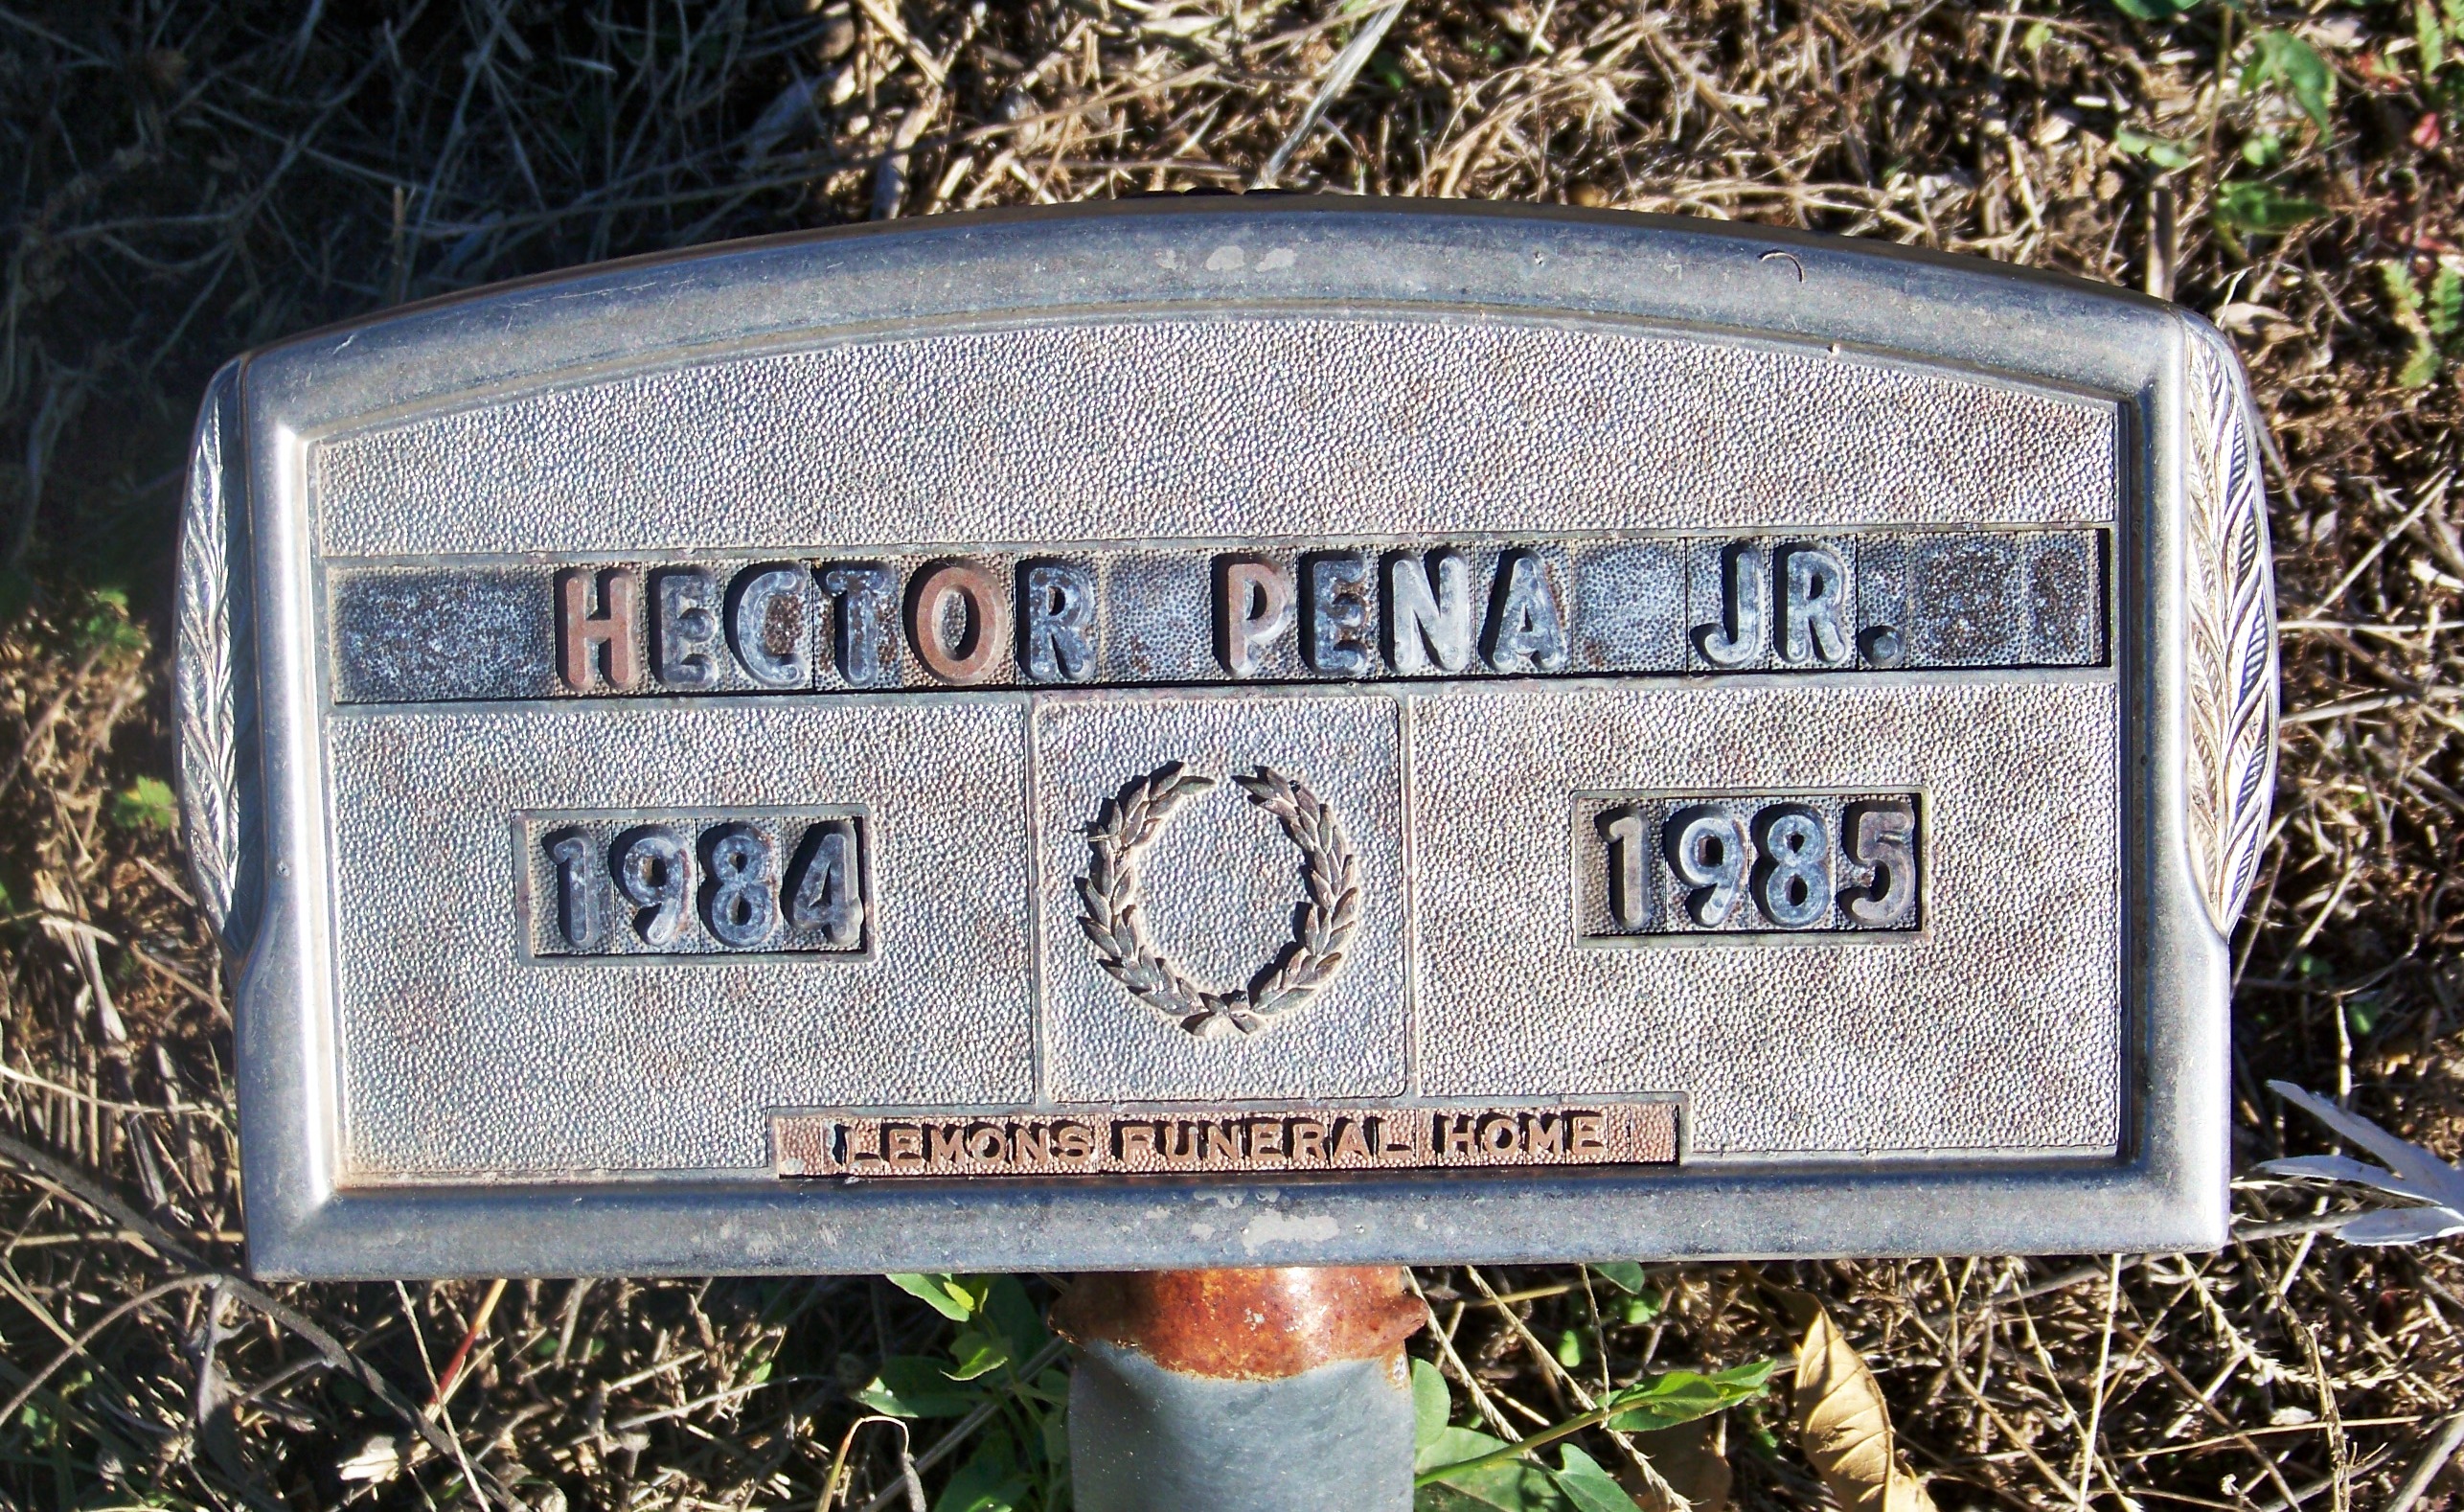 HECTOR PENA JR.
1984 1985
LEMONS FUNERAL HOME